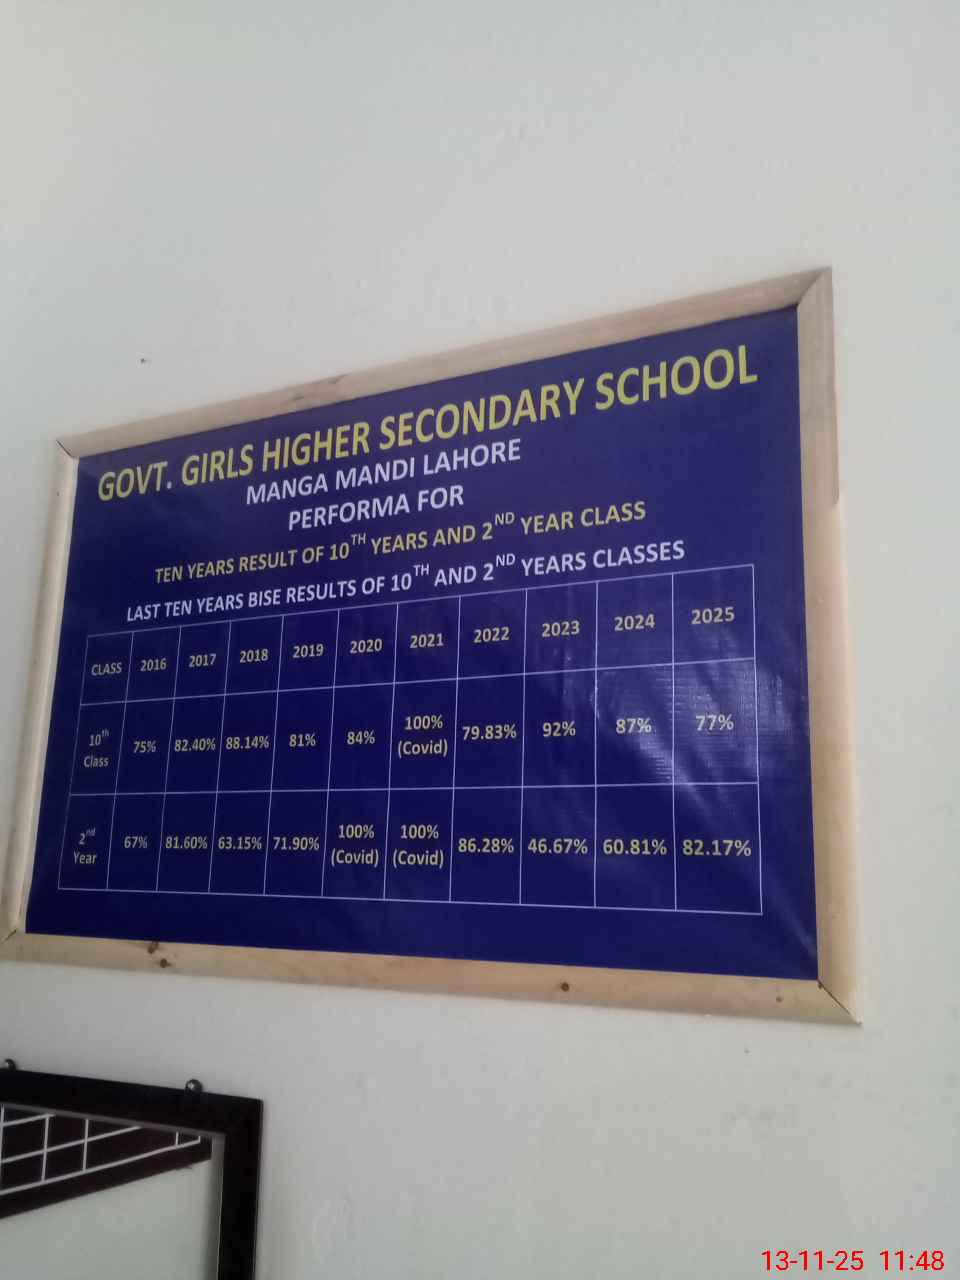 GOVT. GIRLS HIGHER SECONDARY SCHOOL
MANGA MANDI LAHORE
PERFORMA FOR
TEN YEARS RESULT OF 10TH YEARS AND 2ND YEAR CLASS
LAST TEN YEARS BISE RESULTS OF 10TH AND 2ND YEARS CLASSES
CLASS 2016 2017 2018 2019 2020 2021 2022 2023 2024 2025
10th Class 75% 82.40% 88.14% 81% 84% 100% (Covid) 79.83% 92% 87% 77%
2nd Year 67% 81.60% 63.15% 71.90% 100% (Covid) 100% (Covid) 86.28% 46.67% 60.81% 82.17%
13-11-25 11:48